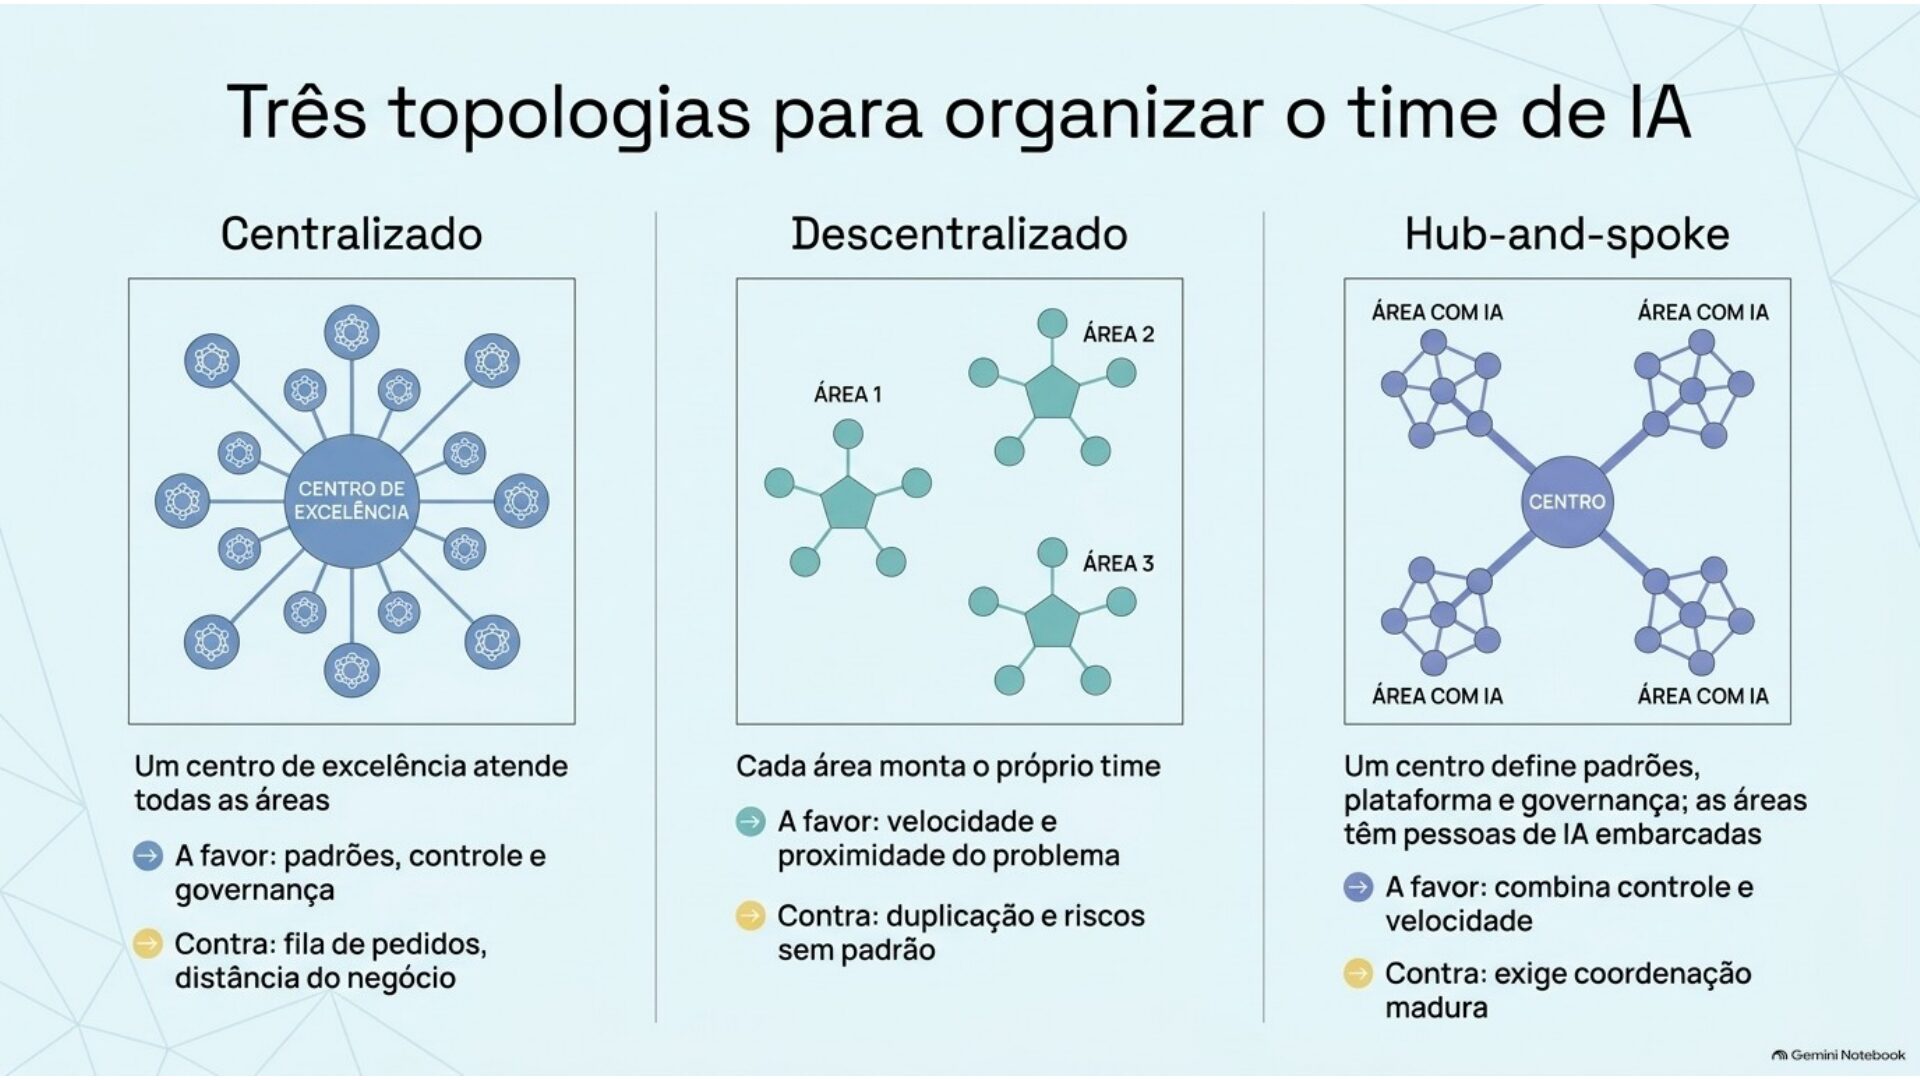 Três topologias para organizar o time de IA
Centralizado
CENTRO DE
EXCELÊNCIA
Um centro de excelência atende
todas as áreas
A favor: padrões, controle e
governança
Contra: fila de pedidos,
distância do negócio
Descentralizado
ÁREA 1
ÁREA 2
ÁREA 3
Cada área monta o próprio time
A favor: velocidade e
proximidade do problema
Contra: duplicação e riscos
sem padrão
Hub-and-spoke
ÁREA COM IA
ÁREA COM IA
CENTRO
ÁREA COM IA
ÁREA COM IA
Um centro define padrões,
plataforma e governança; as áreas
têm pessoas de IA embarcadas
A favor: combina controle e
velocidade
Contra: exige coordenação
madura
Gemini Notebook